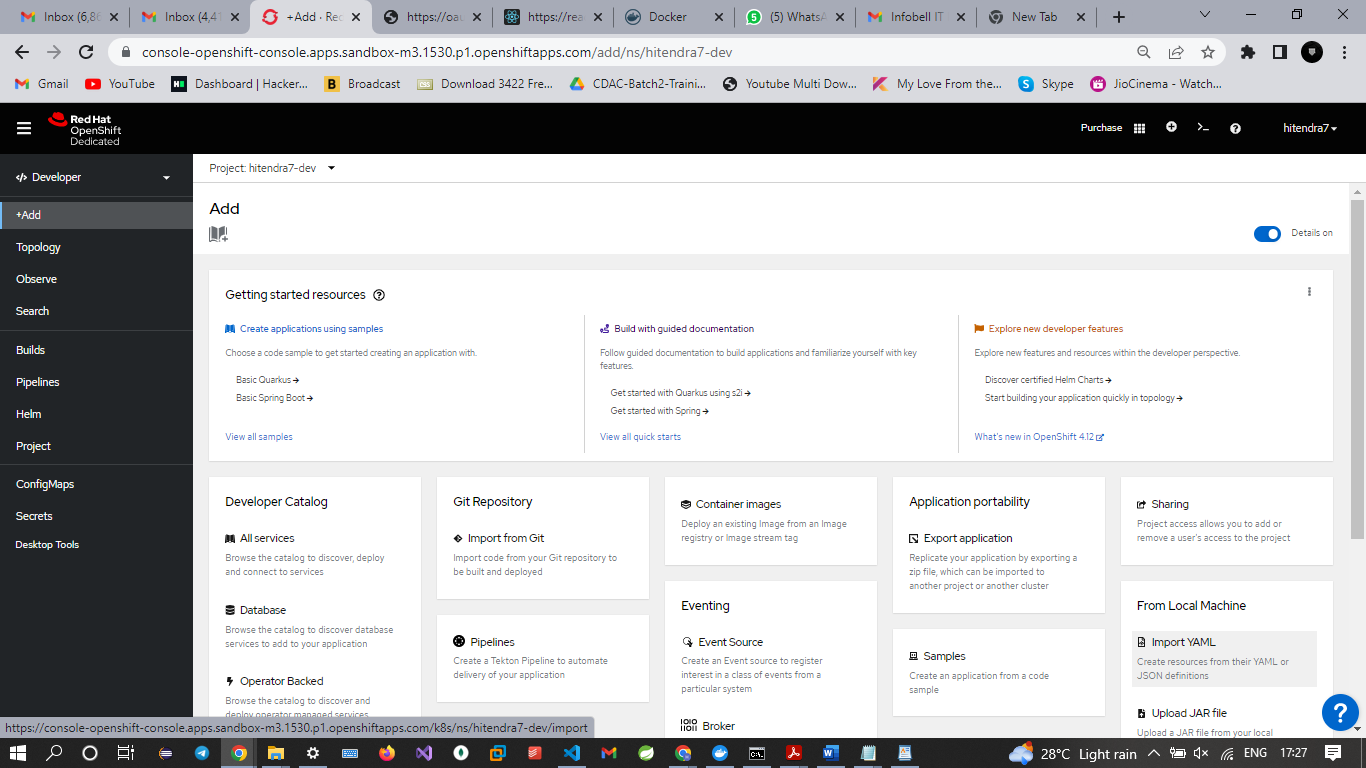 Inbox (6,86
Inbox (4,41
+Add · Red
https://oau
https://rea
Docker
(5) WhatsA
Infobell IT
New Tab
console-openshift-console.apps.sandbox-m3.1530.p1.openshiftapps.com/add/ns/hitendra7-dev
Gmail
YouTube
Dashboard | Hacker...
Broadcast
Download 3422 Fre...
CDAC-Batch2-Traini...
Youtube Multi Dow...
My Love From the...
Skype
JioCinema - Watch...
Red Hat
OpenShift
Dedicated
Purchase
hitendra7
Developer
Project: hitendra7-dev
+Add
Topology
Observe
Search
Builds
Pipelines
Helm
Project
ConfigMaps
Secrets
Desktop Tools
Add
Details on
Getting started resources
Create applications using samples
Choose a code sample to get started creating an application with.
Basic Quarkus
Basic Spring Boot
View all samples
Build with guided documentation
Follow guided documentation to build applications and familiarize yourself with key
features.
Get started with Quarkus using s2i
Get started with Spring
View all quick starts
Explore new developer features
Explore new features and resources within the developer perspective.
Discover certified Helm Charts
Start building your application quickly in topology
What's new in OpenShift 4.12
Developer Catalog
All services
Browse the catalog to discover, deploy
and connect to services
Database
Browse the catalog to discover database
services to add to your application
Operator Backed
Browse the catalog to discover and
deploy operator managed services
Git Repository
Import from Git
Import code from your Git repository to
be built and deployed
Pipelines
Create a Tekton Pipeline to automate
delivery of your application
Container images
Deploy an existing Image from an Image
registry or Image stream tag
Eventing
Event Source
Create an Event source to register
interest in a class of events from a
particular system
Broker
Application portability
Export application
Replicate your application by exporting a
zip file, which can be imported to
another project or another cluster
Samples
Create an application from a code
sample
Sharing
Project access allows you to add or
remove a user's access to the project
From Local Machine
Import YAML
Create resources from their YAML or
JSON definitions
Upload JAR file
Upload a JAR file from your local
https://console-openshift-console.apps.sandbox-m3.1530.p1.openshiftapps.com/k8s/ns/hitendra7-dev/import
28°C Light rain
ENG
17:27